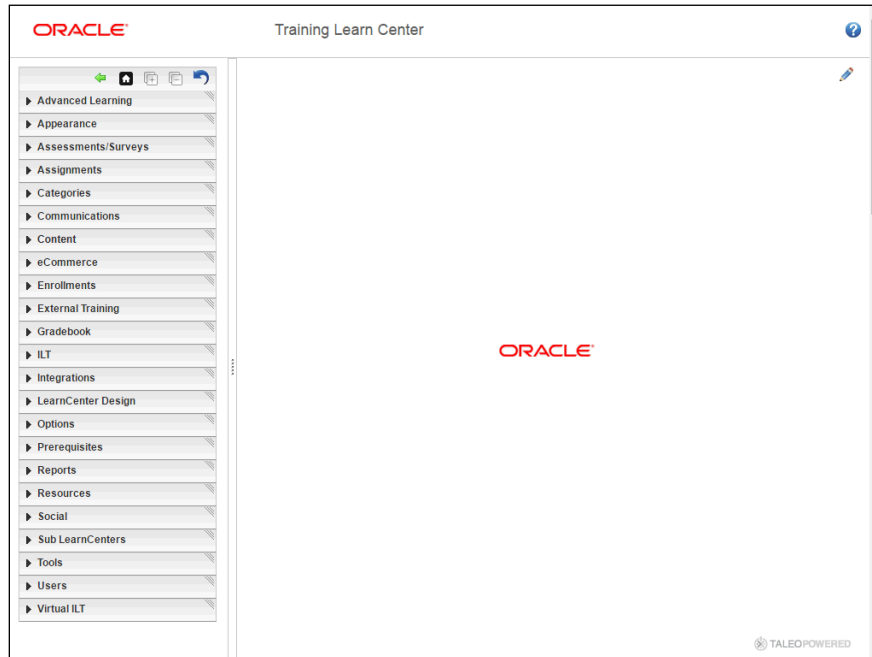 ORACLE
Training Learn Center
Advanced Learning
Appearance
Assessments/Surveys
Assignments
Categories
Communications
Content
eCommerce
Enrollments
External Training
Gradebook
ILT
Integrations
LearnCenter Design
Options
Prerequisites
Reports
Resources
Social
Sub LearnCenters
Tools
Users
Virtual ILT
ORACLE
TALEOPOWERED